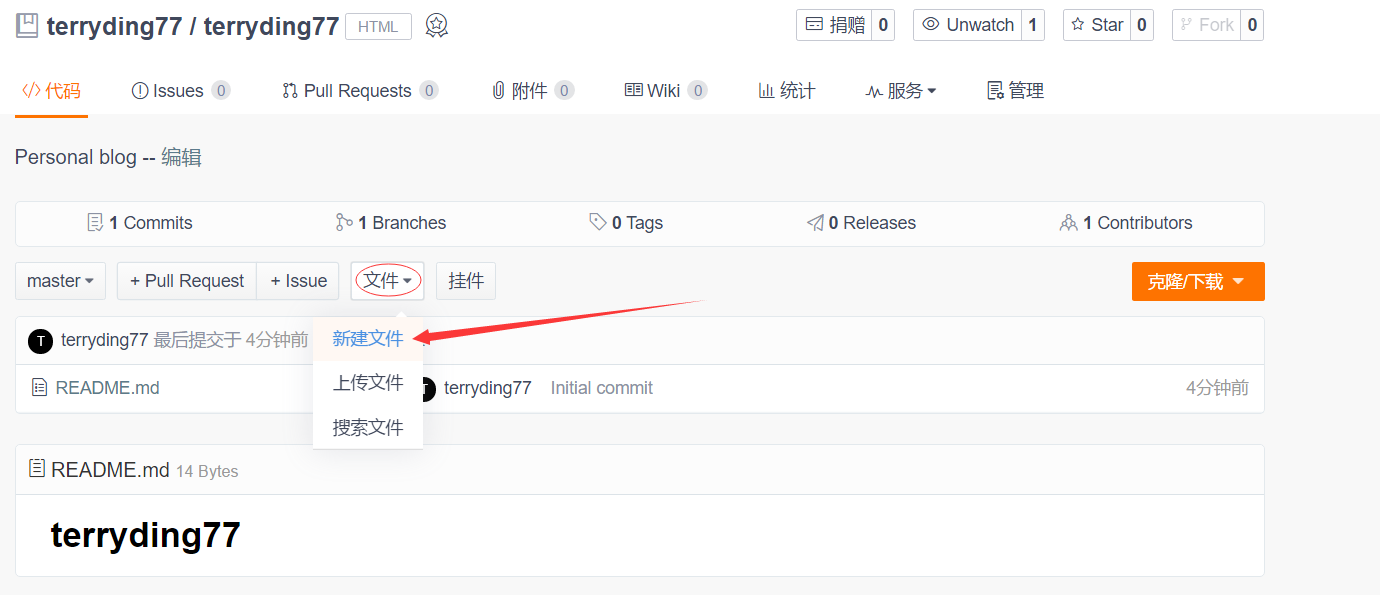 terryding77 / terryding77 HTML 捐赠 0 Unwatch 1 Star 0 Fork 0
代码 Issues 0 Pull Requests 0 附件 0 Wiki 0 统计 服务 管理
Personal blog -- 编辑
1 Commits 1 Branches 0 Tags 0 Releases 1 Contributors
master + Pull Request + Issue 文件 挂件 克隆/下载
T terryding77 最后提交于 4分钟前 新建文件
上传文件
README.md terryding77 Initial commit 4分钟前
搜索文件
README.md 14 Bytes
terryding77